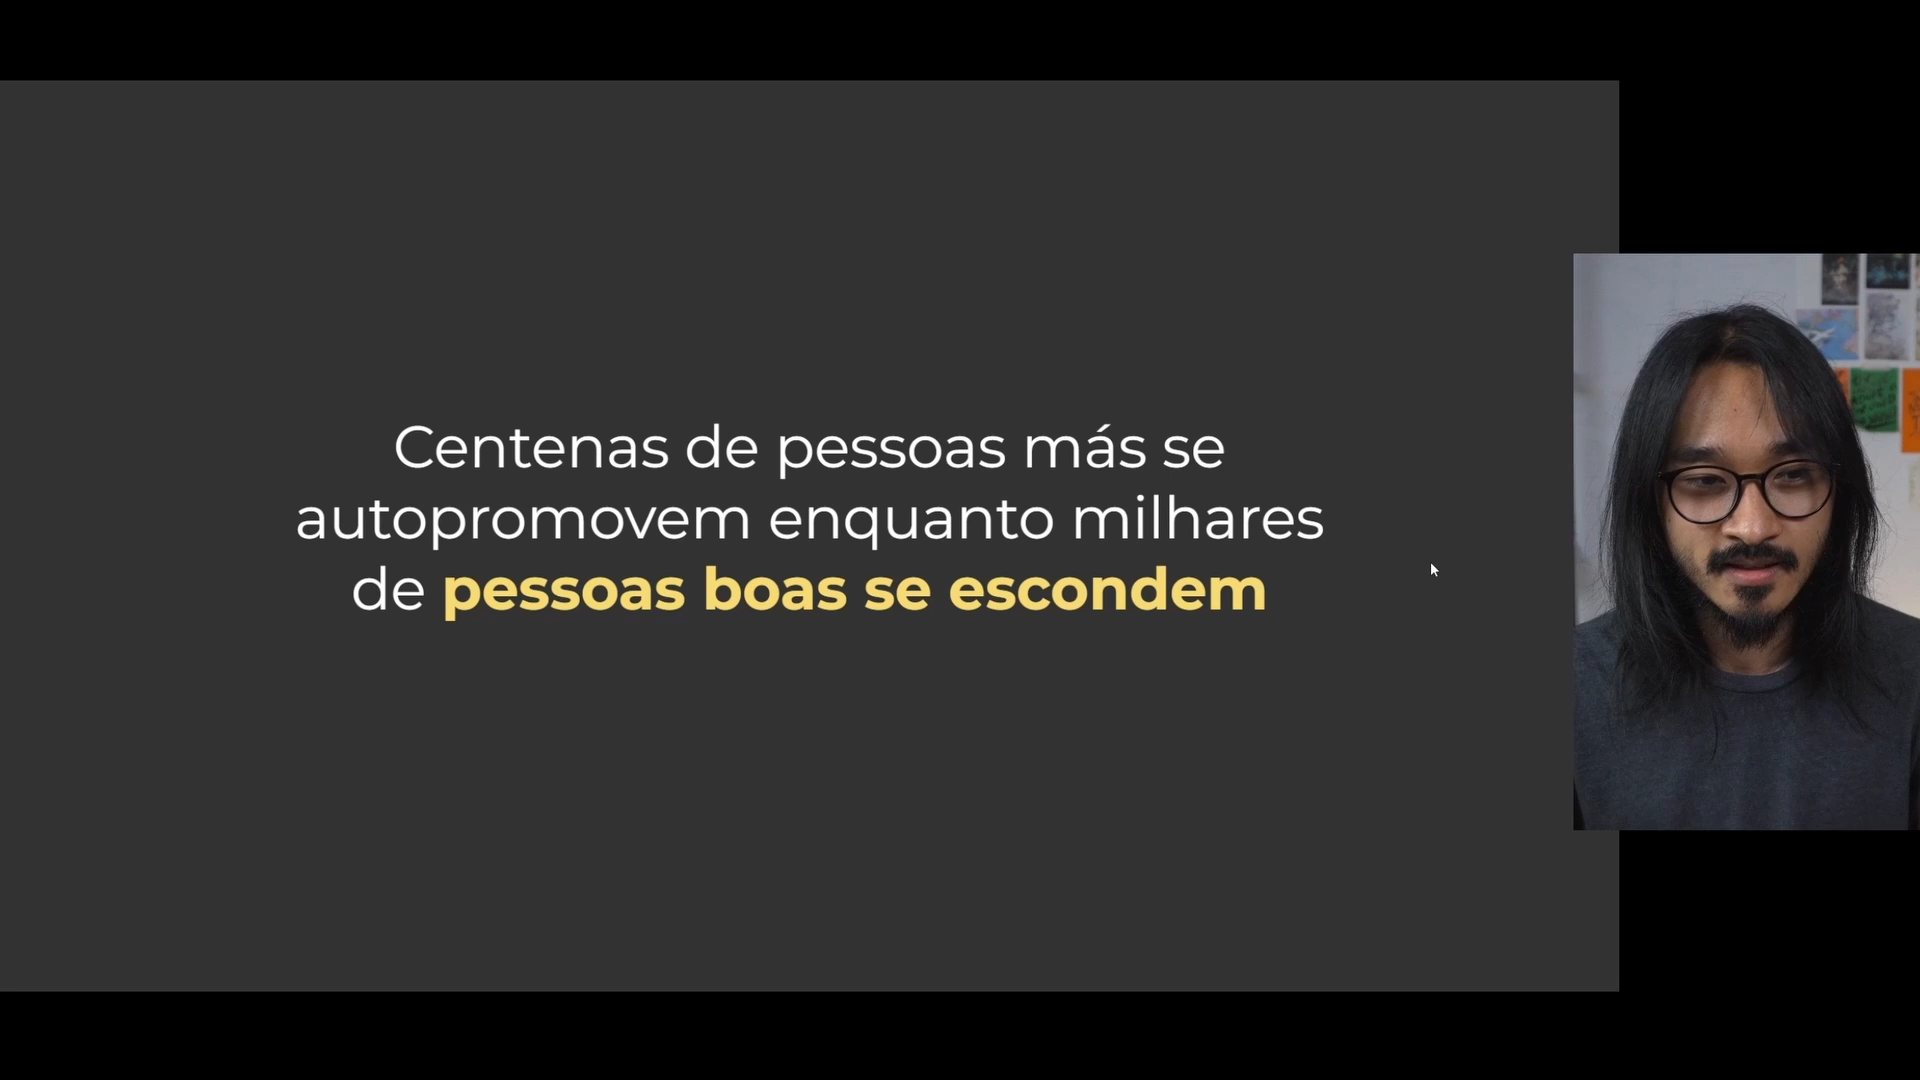 Centenas de pessoas más se
autopromovem enquanto milhares
de pessoas boas se escondem